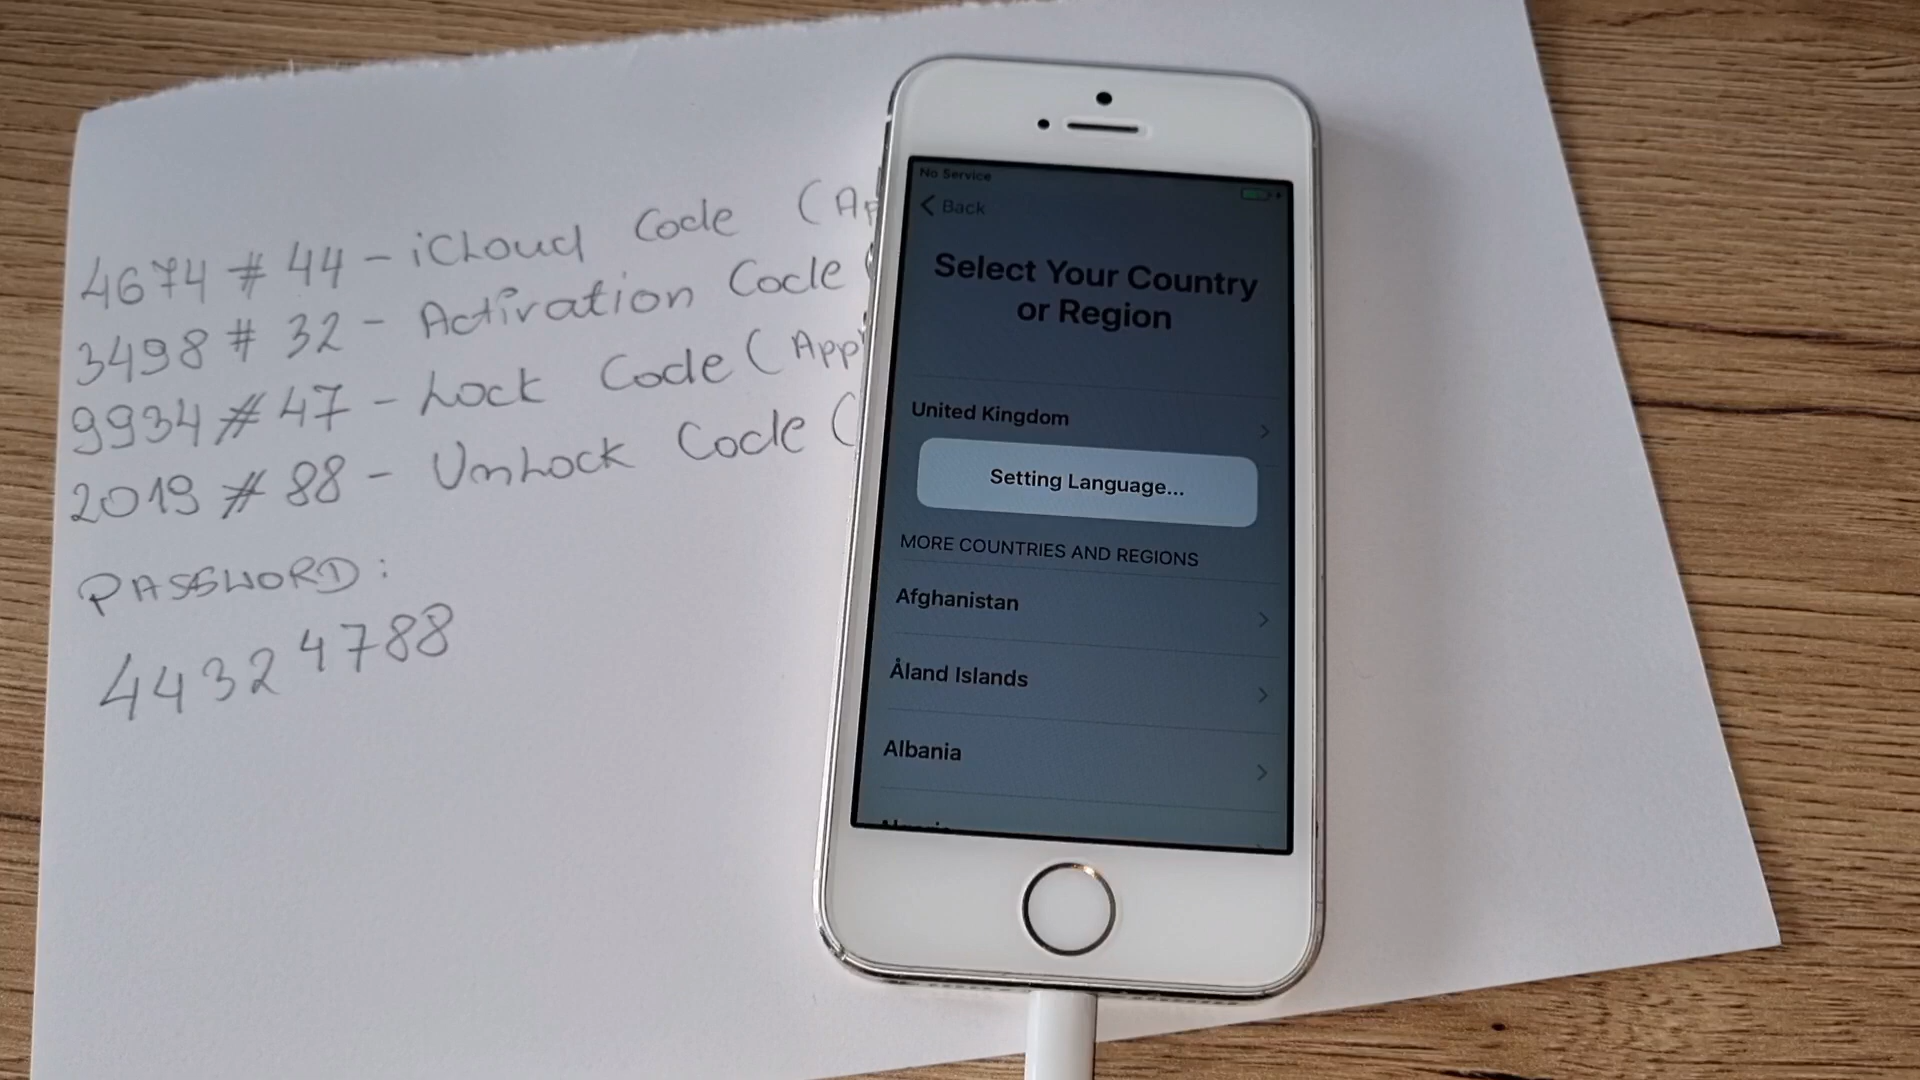 4674 # 44 - iCloud Code (Ap
3498 # 32 - Activation Code (
9934 # 47 - Lock Code (App
2019 # 88 - Unlock Code (
PASSWORD:
44324788
No Service
Back
Select Your Country
or Region
United Kingdom
Setting Language...
MORE COUNTRIES AND REGIONS
Afghanistan
Åland Islands
Albania